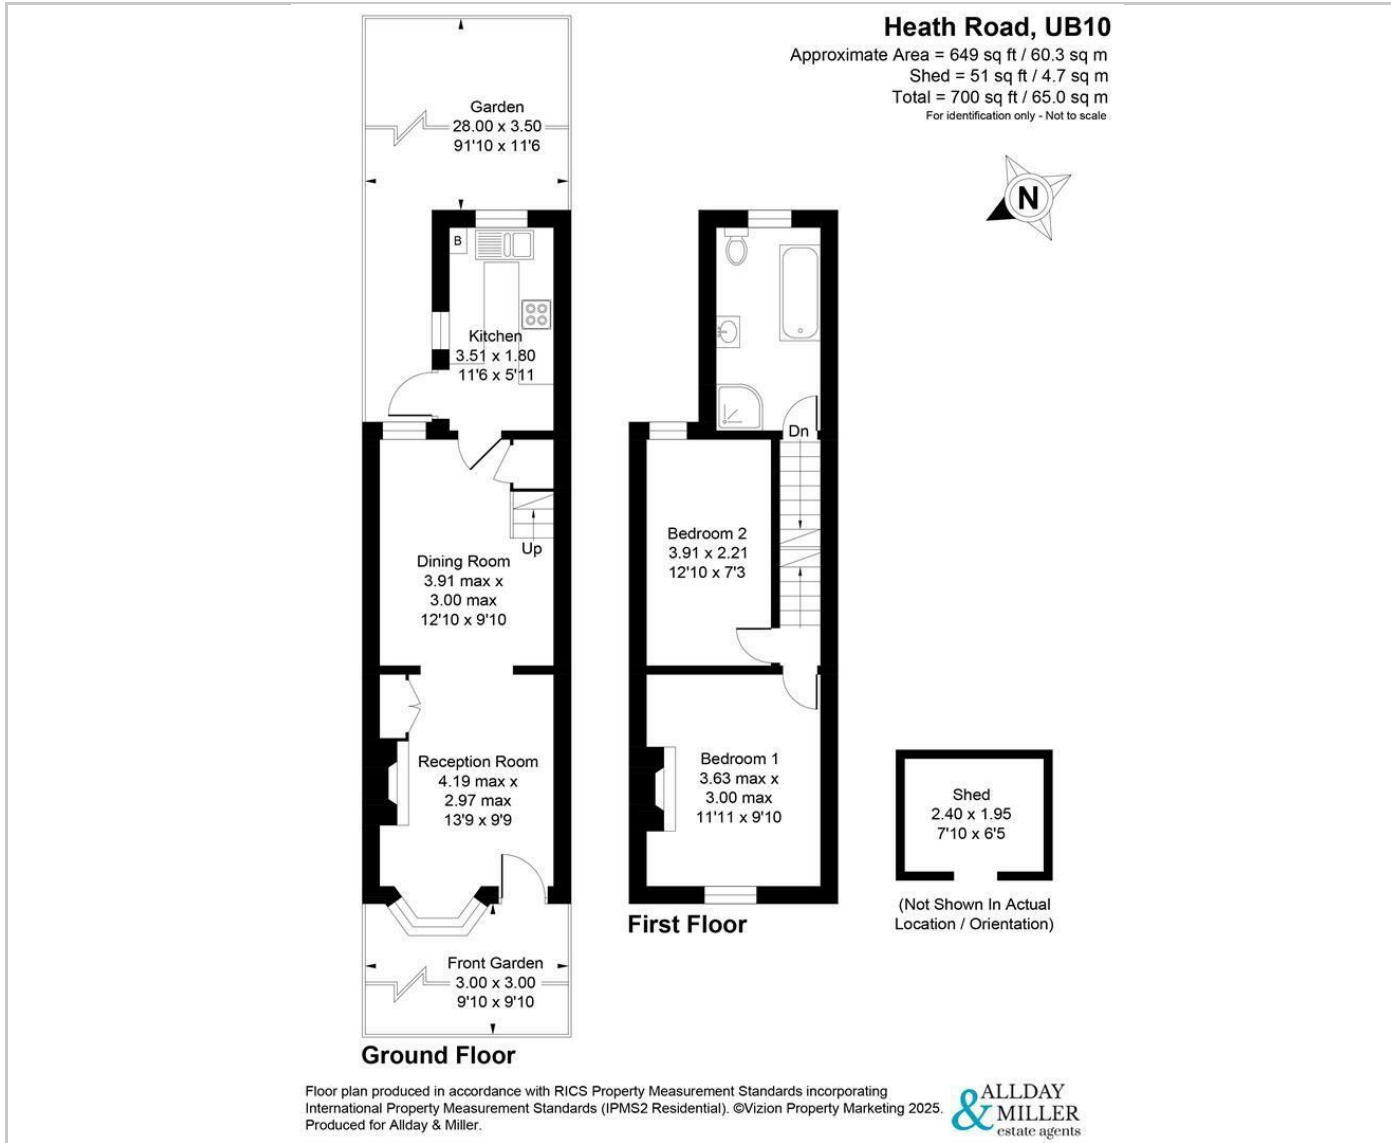 Heath Road, UB10
Approximate Area = 649 sq ft / 60.3 sq m
Shed = 51 sq ft / 4.7 sq m
Total = 700 sq ft / 65.0 sq m
For identification only - Not to scale
N
Garden
28.00 x 3.50
91'10 x 11'6
B
Kitchen
3.51 x 1.80
11'6 x 5'11
Up
Dining Room
3.91 max x
3.00 max
12'10 x 9'10
Reception Room
4.19 max x
2.97 max
13'9 x 9'9
Front Garden
3.00 x 3.00
9'10 x 9'10
Ground Floor
Dn
Bedroom 2
3.91 x 2.21
12'10 x 7'3
Bedroom 1
3.63 max x
3.00 max
11'11 x 9'10
First Floor
Shed
2.40 x 1.95
7'10 x 6'5
(Not Shown In Actual
Location / Orientation)
Floor plan produced in accordance with RICS Property Measurement Standards incorporating
International Property Measurement Standards (IPMS2 Residential). ©Vizion Property Marketing 2025.
Produced for Allday & Miller.
ALLDAY
& MILLER
estate agents